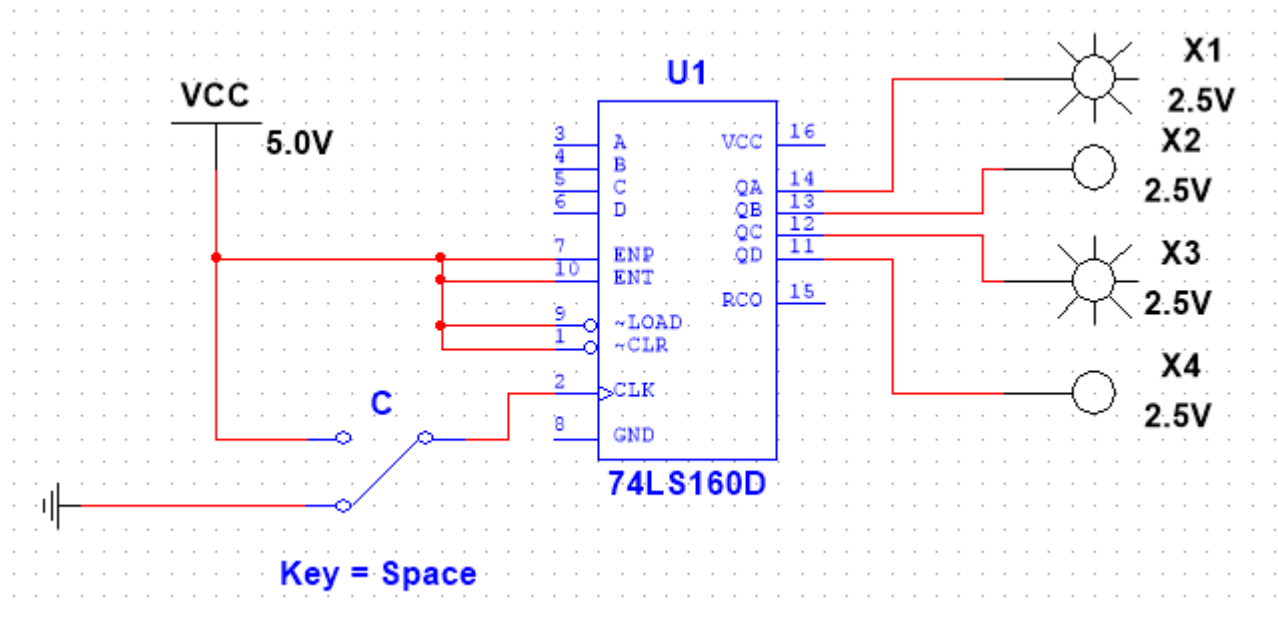 VCC
5.0V
U1
3 A
4 B
5 C
6 D
7 ENP
10 ENT
9 ~LOAD
1 ~CLR
2 CLK
8 GND
VCC 16
QA 14
QB 13
QC 12
QD 11
RCO 15
74LS160D
X1
2.5V
X2
2.5V
X3
2.5V
X4
2.5V
C
Key = Space